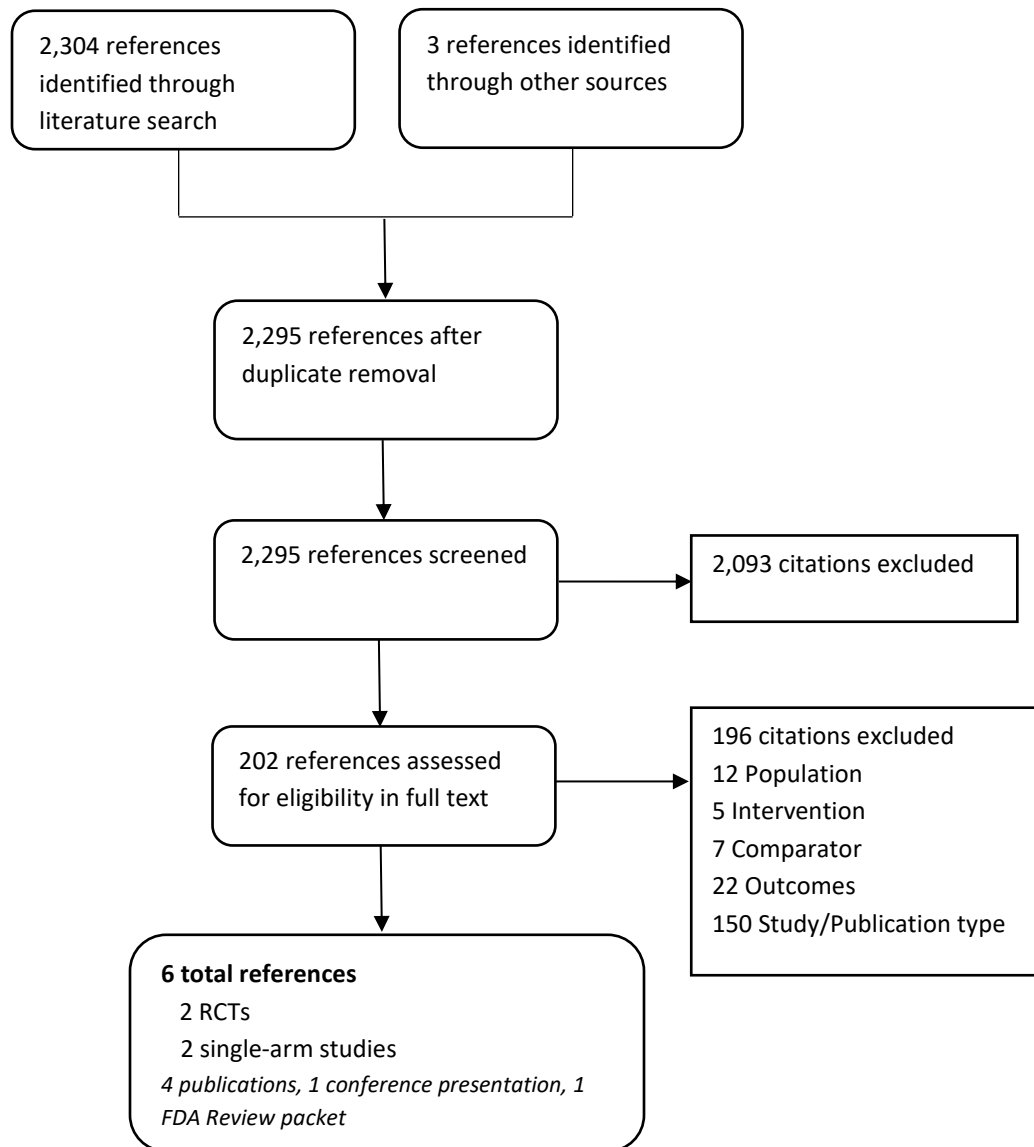 2,304 references
identified through
literature search
3 references identified
through other sources
2,295 references after
duplicate removal
2,295 references screened
2,093 citations excluded
202 references assessed
for eligibility in full text
196 citations excluded
12 Population
5 Intervention
7 Comparator
22 Outcomes
150 Study/Publication type
6 total references
2 RCTs
2 single-arm studies
4 publications, 1 conference presentation, 1
FDA Review packet